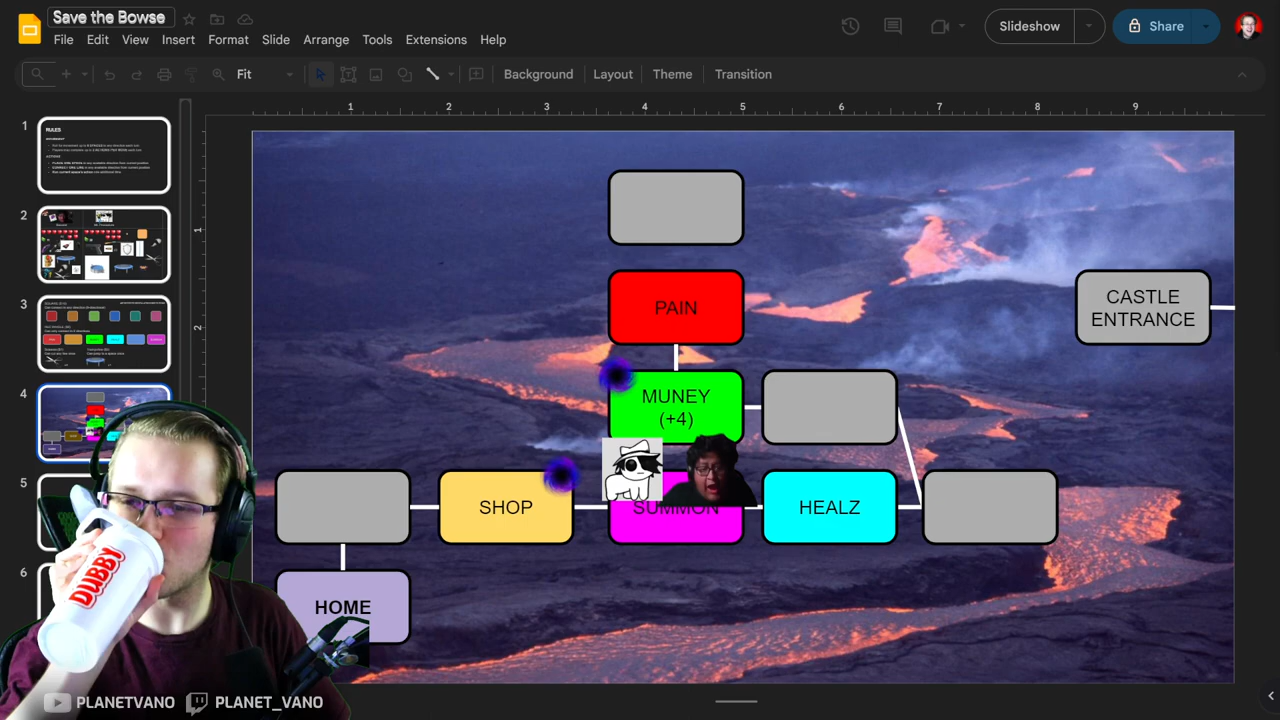 Save the Bowse
File Edit View Insert Format Slide Arrange Tools Extensions Help
Slideshow
Share
Fit
Background Layout Theme Transition
1 2 3 4 5 6 7 8 9
1
2
1
RULES
2
3
4
5
6
PAIN
CASTLE
ENTRANCE
MUNEY
(+4)
SHOP
SUMMON
HEALZ
HOME
DUBBY
PLANETVANO
PLANET_VANO